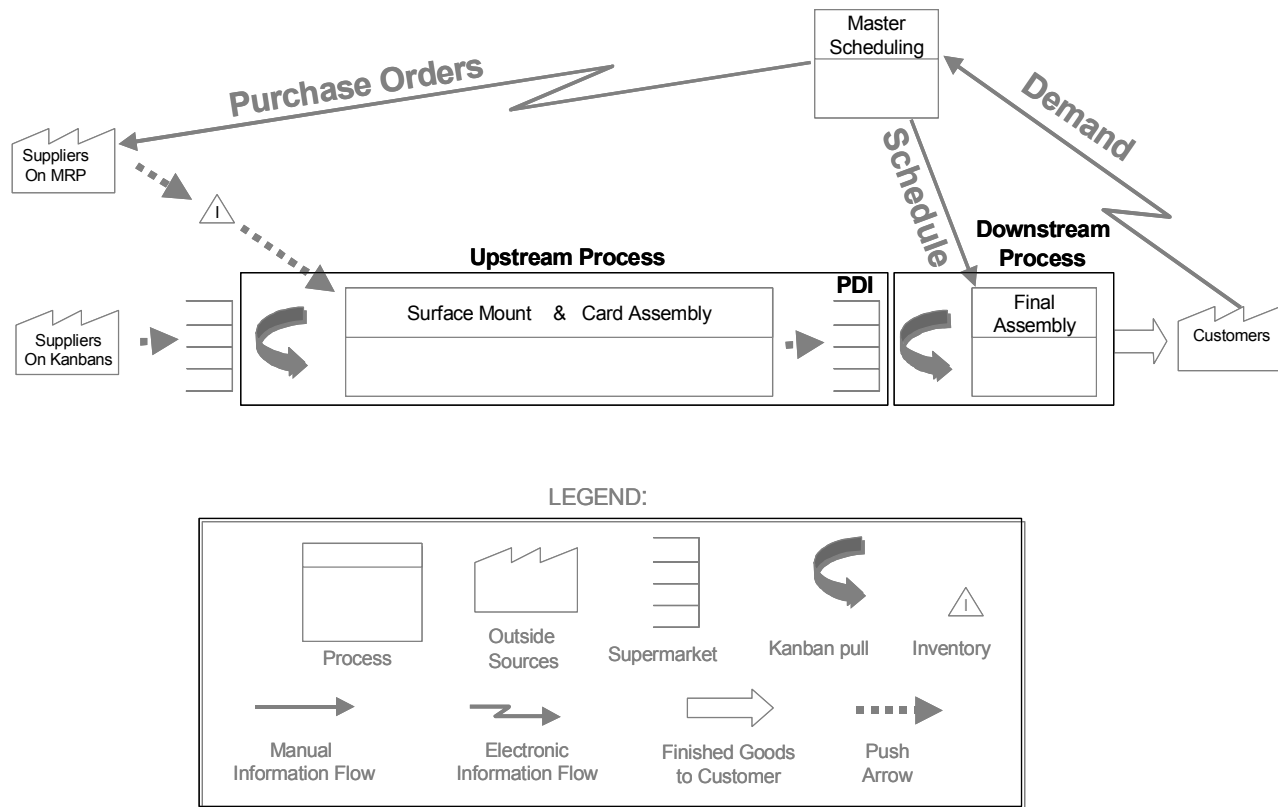 Master
Scheduling
Purchase Orders
Demand
Schedule
Suppliers
On MRP
I
Upstream Process
Downstream
Process
PDI
Suppliers
On Kanbans
Surface Mount & Card Assembly
Final
Assembly
Customers
LEGEND:
Process
Outside
Sources
Supermarket
Kanban pull
I
Inventory
Manual
Information Flow
Electronic
Information Flow
Finished Goods
to Customer
Push
Arrow